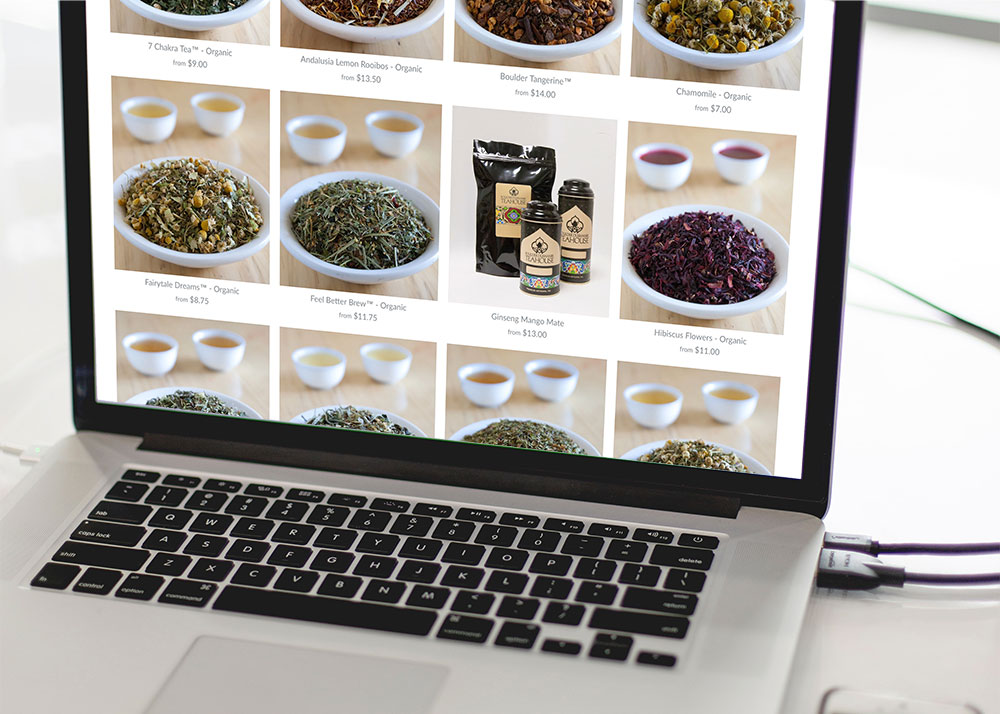 7 Chakra Tea™ - Organic
from $9.00
Andalusia Lemon Rooibos - Organic
from $13.50
Boulder Tangerine™
from $14.00
Chamomile - Organic
from $7.00
TEAHOUSE
TEAHOUSE
TEAHOUSE
Fairytale Dreams™ - Organic
from $8.75
Feel Better Brew™ - Organic
from $11.75
Ginseng Mango Mate
from $13.00
Hibiscus Flowers - Organic
from $11.00
esc
tab
Q W E R T Y U I O P
delete
caps lock
A S D F G H J K L
return
shift
Z X C V B N M
fn
control
option
command
command
option